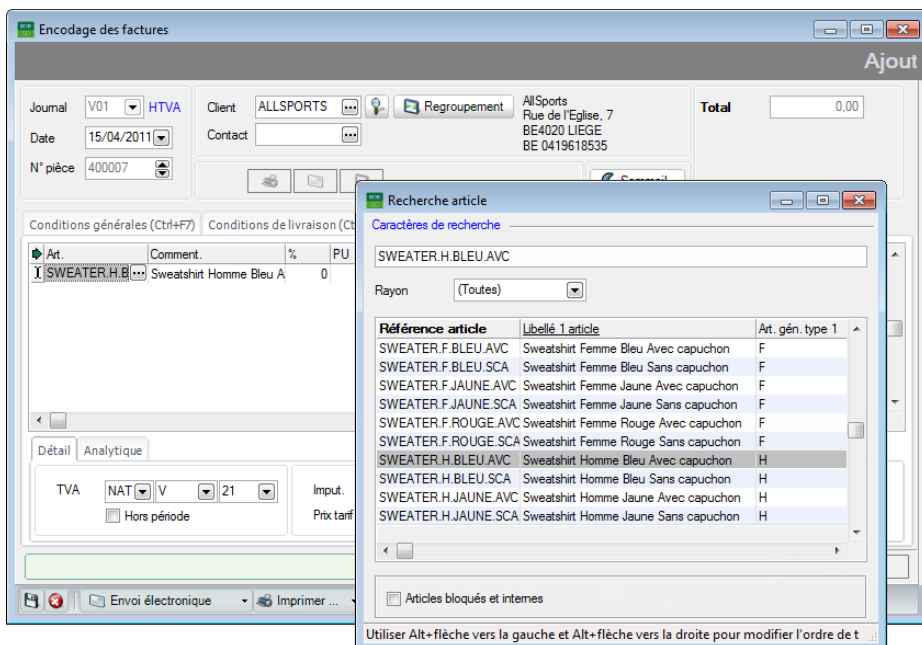 BOB
50
Encodage des factures
Ajout
Journal V01 HTVA
Date 15/04/2011
N° pièce 400007
Client ALLSPORTS ... Regroupement
Contact ...
AllSports
Rue de l'Eglise, 7
BE4020 LIEGE
BE 0419618535
Total 0,00
Conditions générales (Ctrl+F7) Conditions de livraison (Ct
Art. Comment. % PU
SWEATER.H.B ... Sweatshirt Homme Bleu A 0
Détail Analytique
TVA NAT V 21 Imput.
Hors période Prix tarif
Envoi électronique Imprimer ...
BOB
50
Recherche article
Caractères de recherche
SWEATER.H.BLEU.AVC
Rayon (Toutes)
Référence article Libellé 1 article Art. gén. type 1
SWEATER.F.BLEU.AVC Sweatshirt Femme Bleu Avec capuchon F
SWEATER.F.BLEU.SCA Sweatshirt Femme Bleu Sans capuchon F
SWEATER.F.JAUNE.AVC Sweatshirt Femme Jaune Avec capuchon F
SWEATER.F.JAUNE.SCA Sweatshirt Femme Jaune Sans capuchon F
SWEATER.F.ROUGE.AVC Sweatshirt Femme Rouge Avec capuchon F
SWEATER.F.ROUGE.SCA Sweatshirt Femme Rouge Sans capuchon F
SWEATER.H.BLEU.AVC Sweatshirt Homme Bleu Avec capuchon H
SWEATER.H.BLEU.SCA Sweatshirt Homme Bleu Sans capuchon H
SWEATER.H.JAUNE.AVC Sweatshirt Homme Jaune Avec capuchon H
SWEATER.H.JAUNE.SCA Sweatshirt Homme Jaune Sans capuchon H
Articles bloqués et internes
Utiliser Alt+flèche vers la gauche et Alt+flèche vers la droite pour modifier l'ordre de t